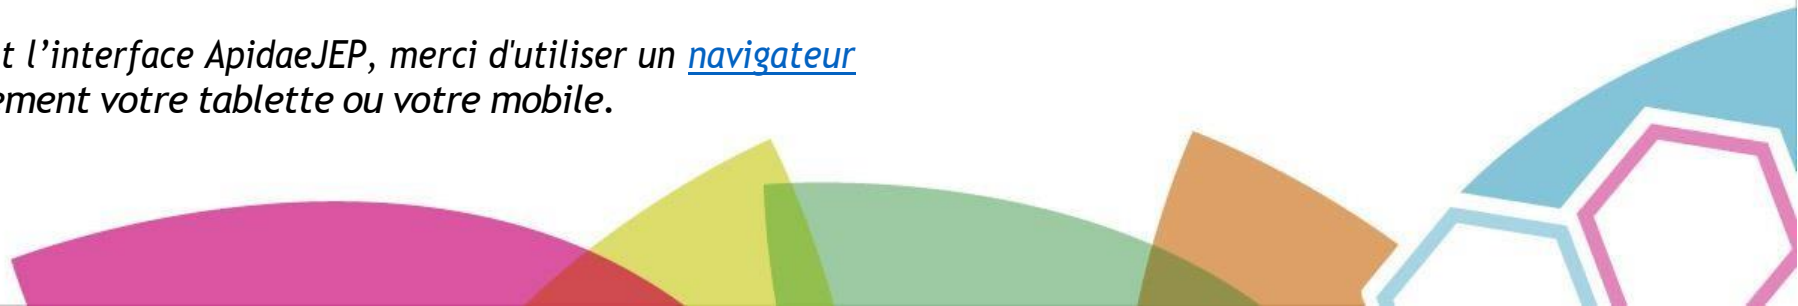 t l’interface ApidaeJEP, merci d'utiliser un navigateur
ement votre tablette ou votre mobile.